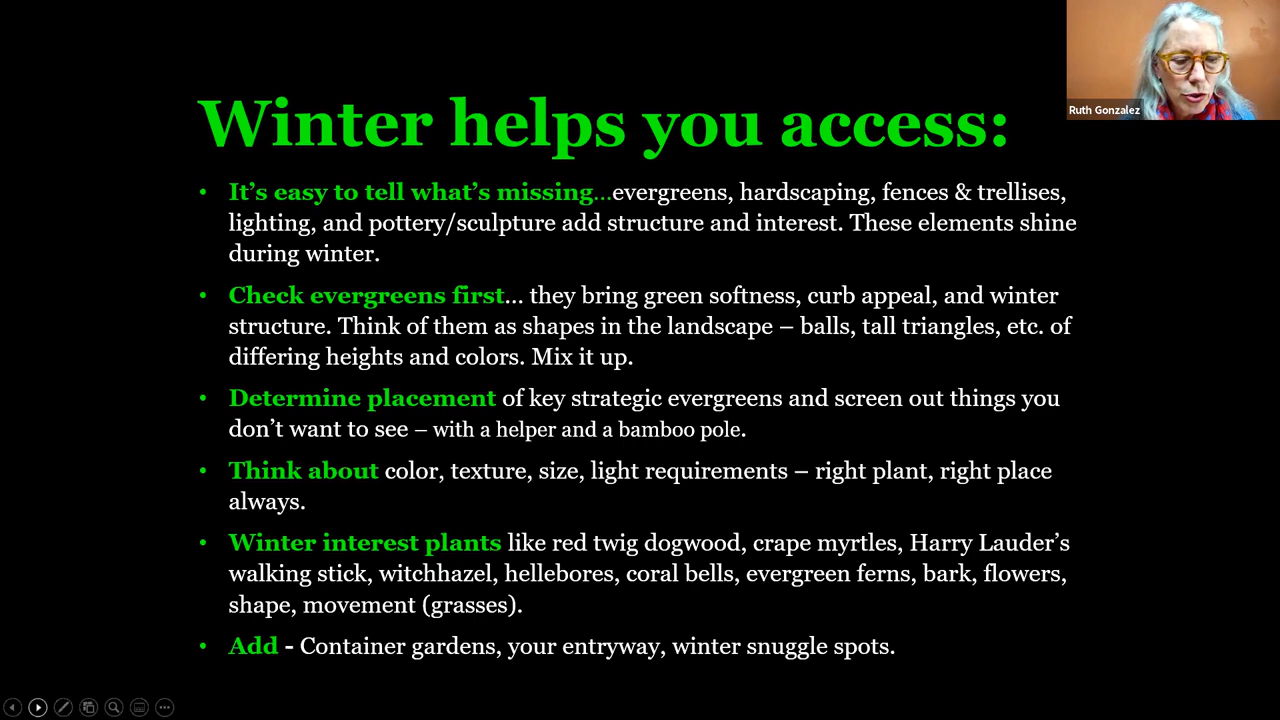 Winter helps you access:
Ruth Gonzalez
• It’s easy to tell what’s missing...evergreens, hardscaping, fences & trellises,
lighting, and pottery/sculpture add structure and interest. These elements shine
during winter.
• Check evergreens first... they bring green softness, curb appeal, and winter
structure. Think of them as shapes in the landscape – balls, tall triangles, etc. of
differing heights and colors. Mix it up.
• Determine placement of key strategic evergreens and screen out things you
don’t want to see – with a helper and a bamboo pole.
• Think about color, texture, size, light requirements – right plant, right place
always.
• Winter interest plants like red twig dogwood, crape myrtles, Harry Lauder’s
walking stick, witchhazel, hellebores, coral bells, evergreen ferns, bark, flowers,
shape, movement (grasses).
• Add - Container gardens, your entryway, winter snuggle spots.